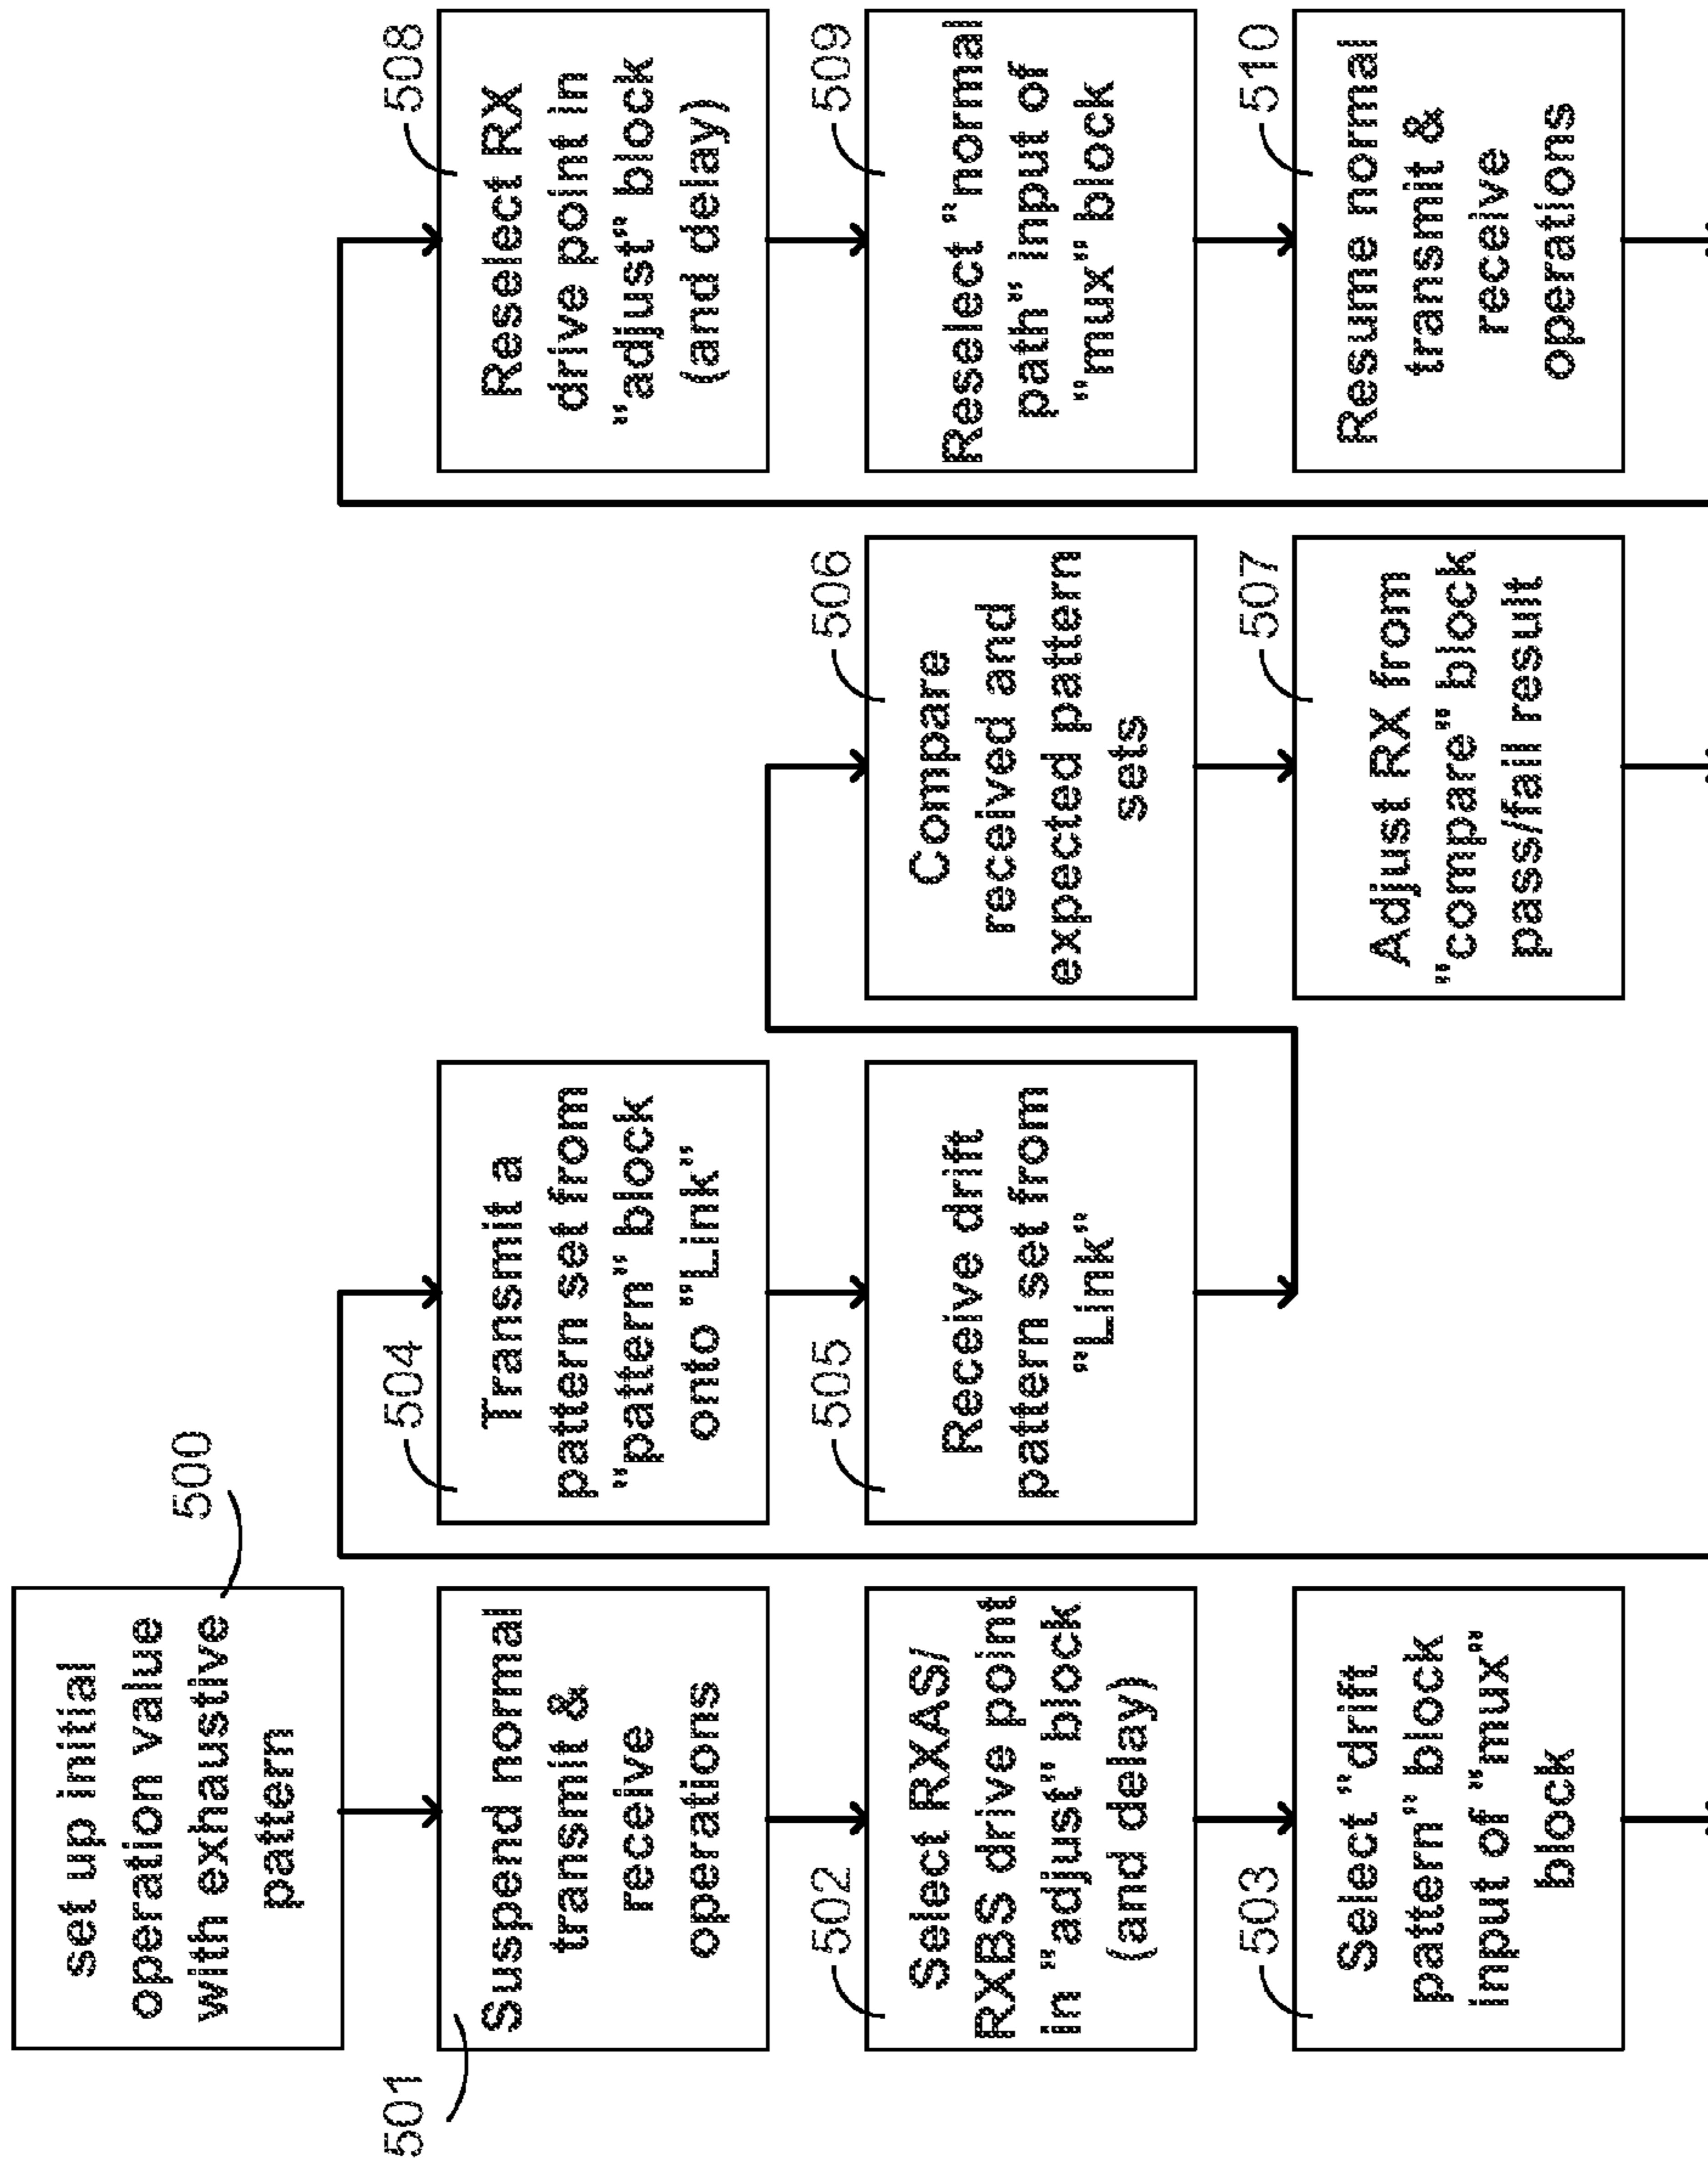 500
set up initial
operation value
with exhaustive
pattern
501
Suspend normal
transmit &
receive
operations
502
Select RXAS/
RXBS drive point
in "adjust" block
(and delay)
503
Select "drift
pattern" block
input of "mux"
block
504
Transmit a
pattern set from
"pattern" block
onto "Link"
505
Receive drift
pattern set from
"Link"
506
Compare
received and
expected pattern
sets
507
Adjust RX from
"compare" block
pass/fail result
508
Reselect RX
drive point in
"adjust" block
(and delay)
509
Reselect "normal
path" input of
"mux" block
510
Resume normal
transmit &
receive
operations